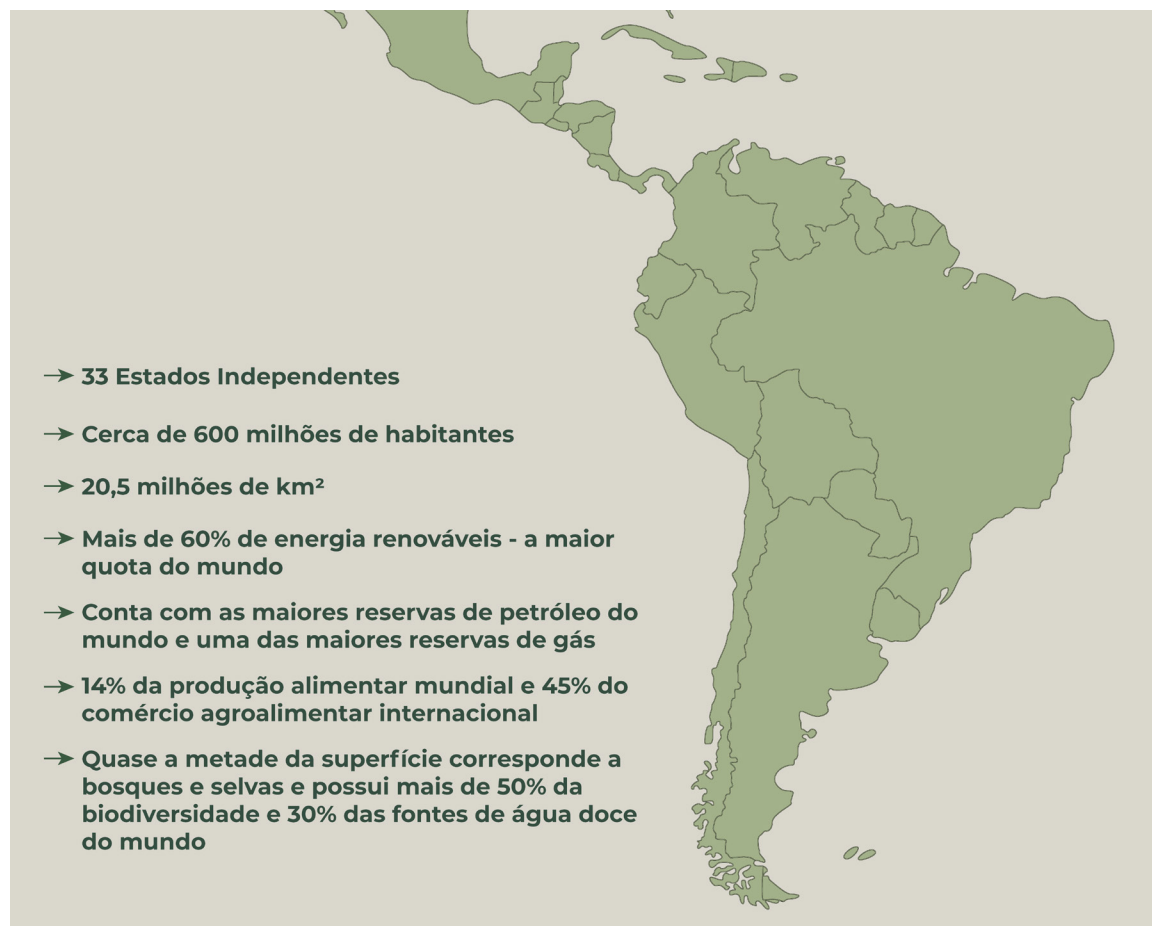 33 Estados Independentes
Cerca de 600 milhões de habitantes
20,5 milhões de km²
Mais de 60% de energia renováveis - a maior
quota do mundo
Conta com as maiores reservas de petróleo do
mundo e uma das maiores reservas de gás
14% da produção alimentar mundial e 45% do
comércio agroalimentar internacional
Quase a metade da superfície corresponde a
bosques e selvas e possui mais de 50% da
biodiversidade e 30% das fontes de água doce
do mundo